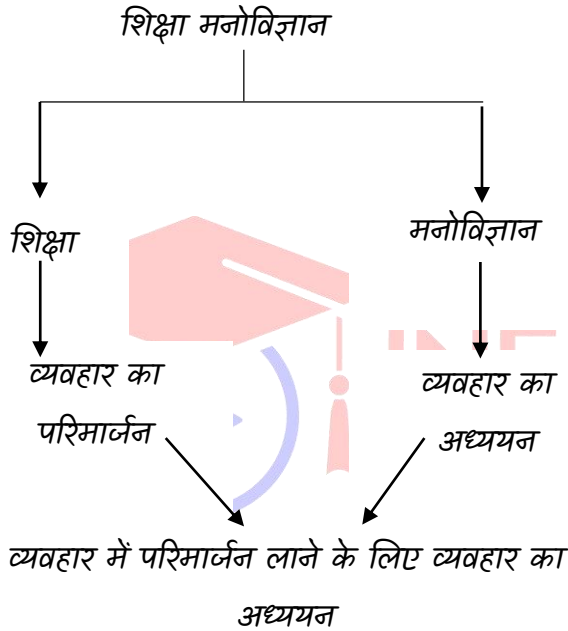 शिक्षा मनोविज्ञान
शिक्षा
मनोविज्ञान
व्यवहार का
परिमार्जन
व्यवहार का
अध्ययन
व्यवहार में परिमार्जन लाने के लिए व्यवहार का
अध्ययन